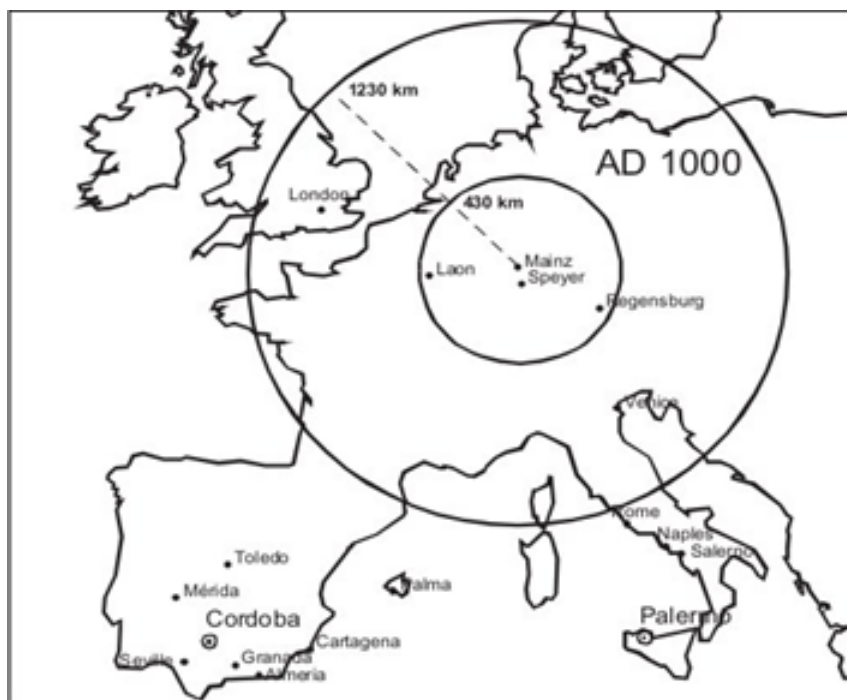 1230 km
AD 1000
London
430 km
Mainz
Laon
Speyer
Regensburg
Venice
Rome
Naples
Salerno
Toledo
Palma
Mérida
Cordoba
Palermo
Cartagena
Seville
Granada
Almeria